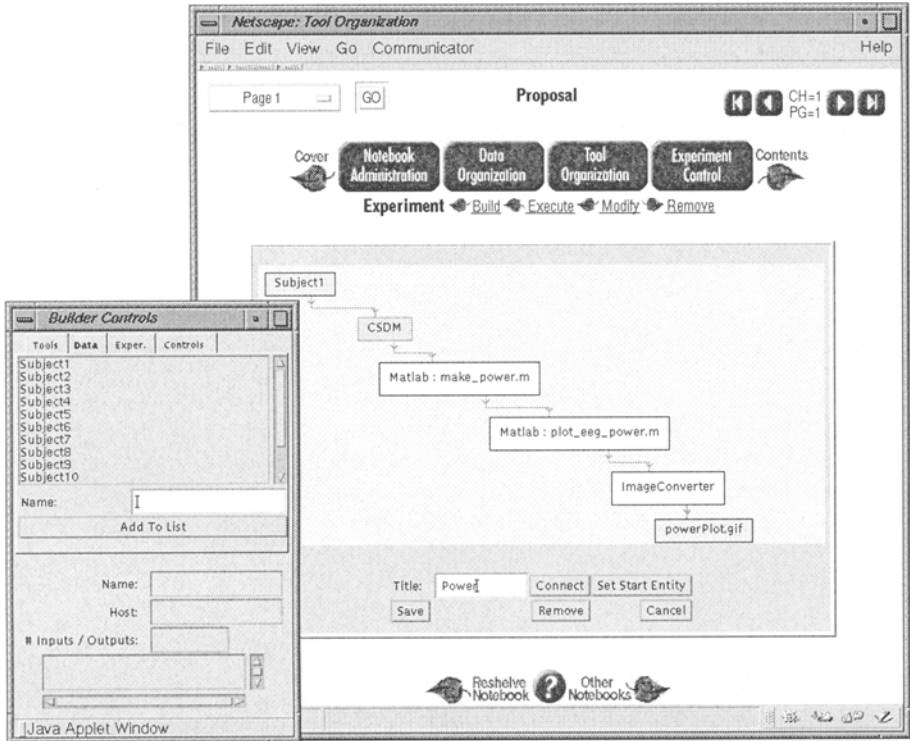 Netscape: Tool Organization
File Edit View Go Communicator Help
Page 1 GO Proposal CH=1
PG=1
Cover Notebook Administration Data Organization Tool Organization Experiment Control Contents
Experiment Build Execute Modify Remove
Subject1
CSDM
Matlab : make_power.m
Matlab : plot_eeg_power.m
ImageConverter
powerPlot.gif
Title: Power Connect Set Start Entity
Save Remove Cancel
Reshelve Notebook ? Other Notebooks
Builder Controls
Tools Data Exper. Controls
Subject1
Subject2
Subject3
Subject4
Subject5
Subject6
Subject7
Subject8
Subject9
Subject10
Name:
Add To List
Name:
Host:
# Inputs / Outputs:
Java Applet Window